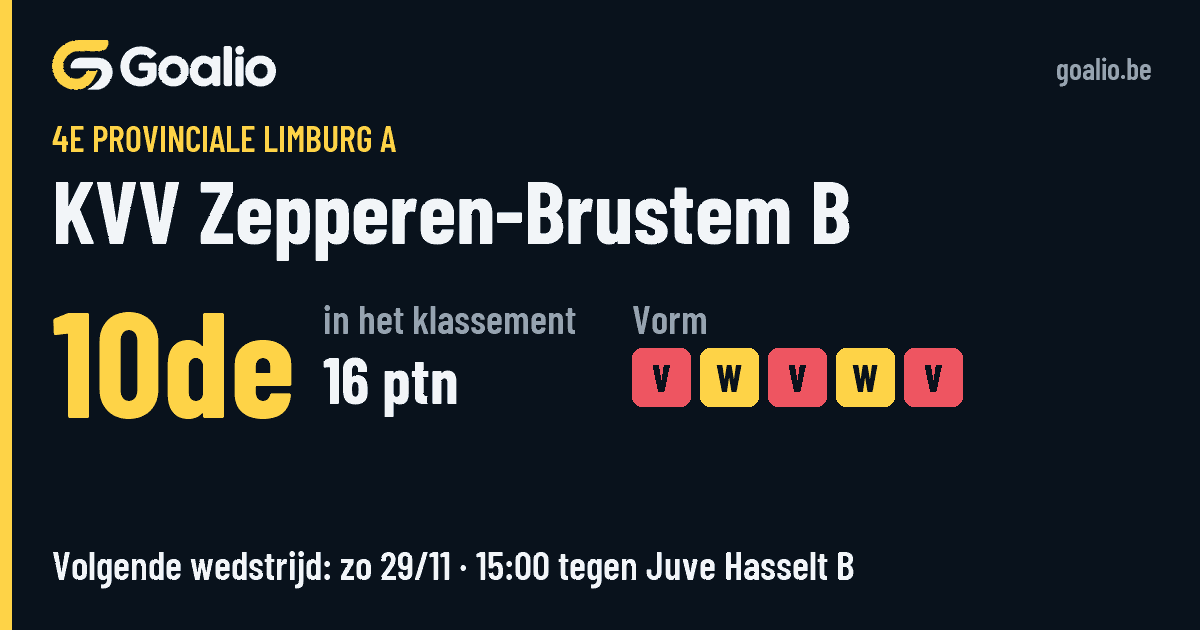 Goalio
goalio.be
4E PROVINCIALE LIMBURG A
KVV Zepperen-Brustem B
10de
in het klassement
16 ptn
Vorm
V W V W V
Volgende wedstrijd: zo 29/11 · 15:00 tegen Juve Hasselt B